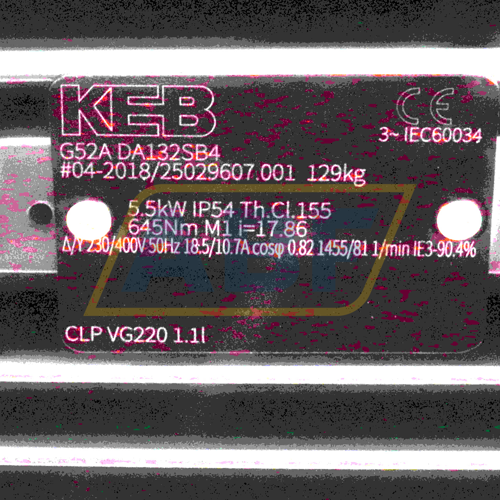 KEB
CE
3~ IEC60034
G52A DA132SB4
#04-2018/25029607.001 129kg
5.5kW IP54 Th.Cl.155
645Nm M1 i=17.86
Δ/Y 230/400V 50Hz 18.5/10.7A cosφ 0.82 1455/81 1/min IE3-90.4%
CLP VG220 1.1l